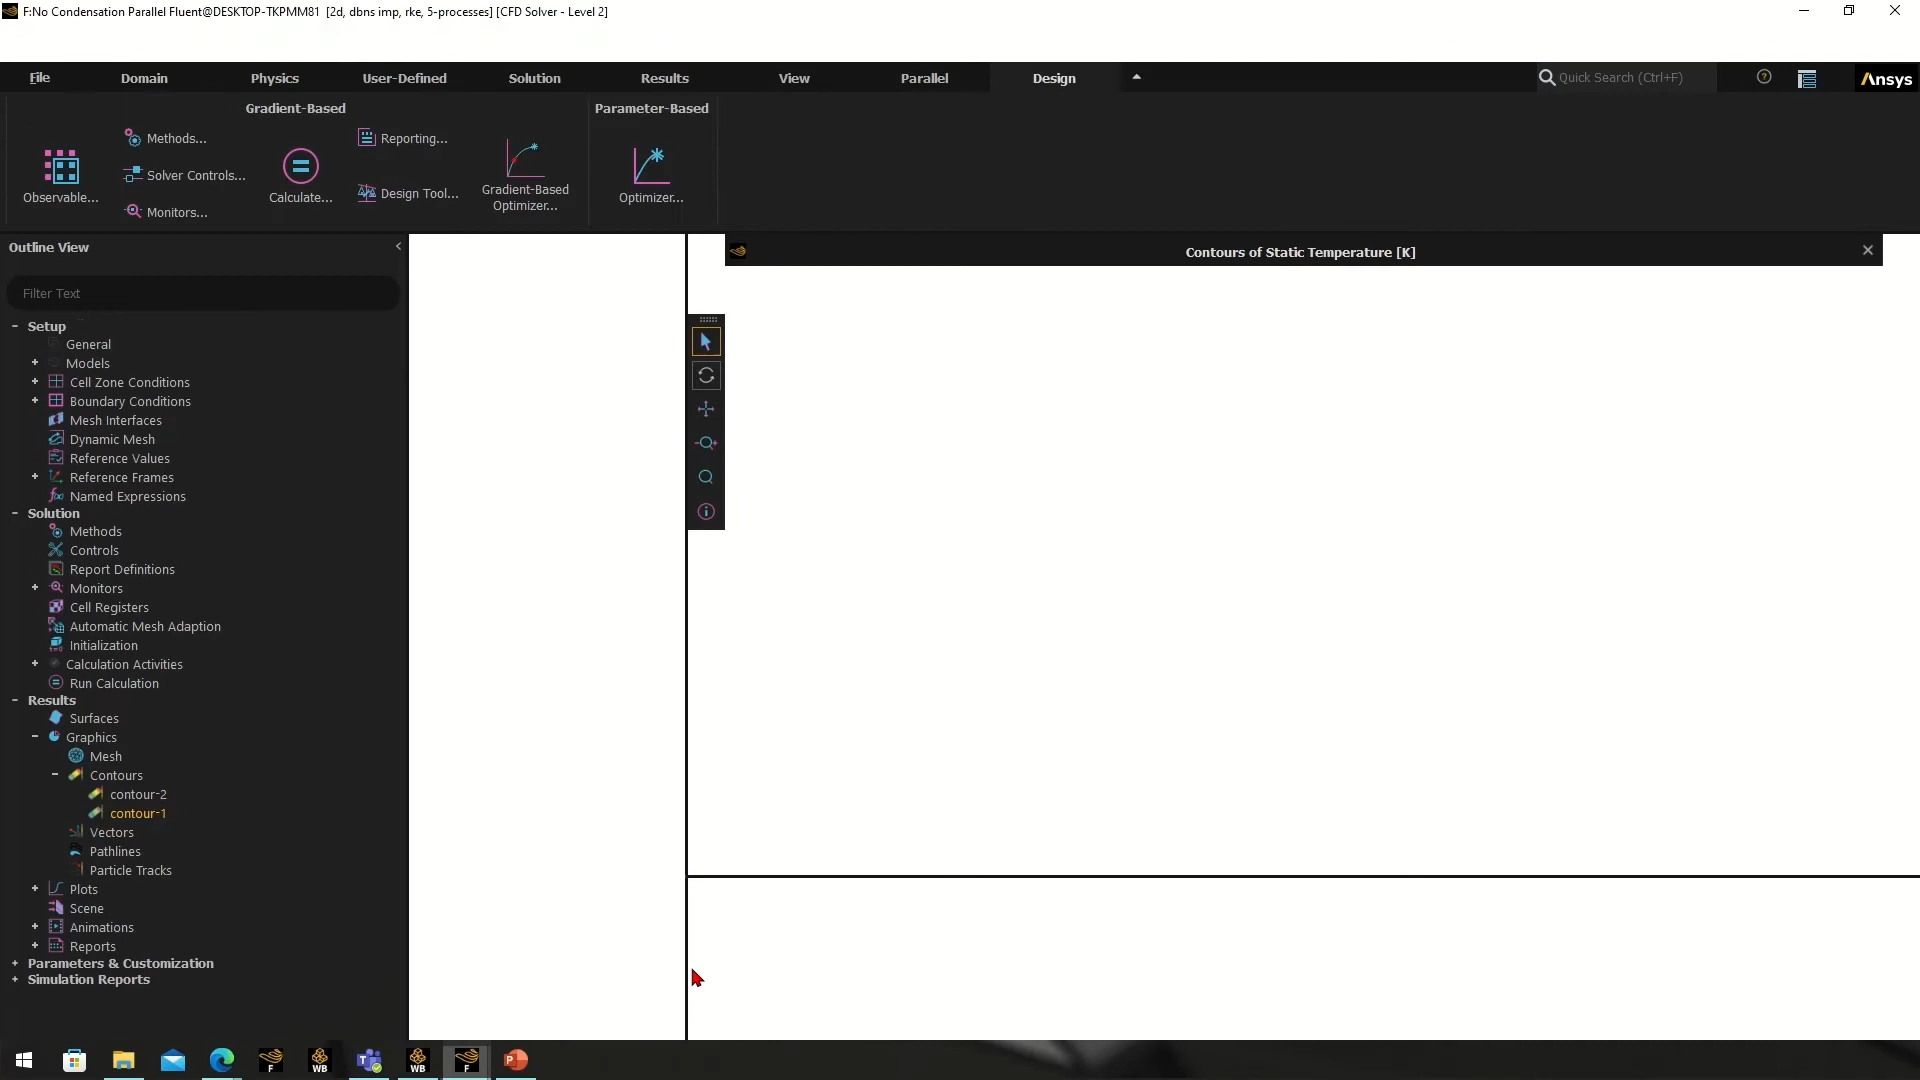 F:No Condensation Parallel Fluent@DESKTOP-TKPMM81 [2d, dbns imp, rke, 5-processes] [CFD Solver - Level 2]
File Domain Physics User-Defined Solution Results View Parallel Design
Quick Search (Ctrl+F)
Ansys
Gradient-Based
Parameter-Based
Observable...
Methods...
Solver Controls...
Monitors...
Calculate...
Reporting...
Design Tool...
Gradient-Based
Optimizer...
Optimizer...
Outline View
Filter Text
Setup
General
Models
Cell Zone Conditions
Boundary Conditions
Mesh Interfaces
Dynamic Mesh
Reference Values
Reference Frames
Named Expressions
Solution
Methods
Controls
Report Definitions
Monitors
Cell Registers
Automatic Mesh Adaption
Initialization
Calculation Activities
Run Calculation
Results
Surfaces
Graphics
Mesh
Contours
contour-2
contour-1
Vectors
Pathlines
Particle Tracks
Plots
Scene
Animations
Reports
Parameters & Customization
Simulation Reports
Contours of Static Temperature [K]
F
WB
T
WB
F
P